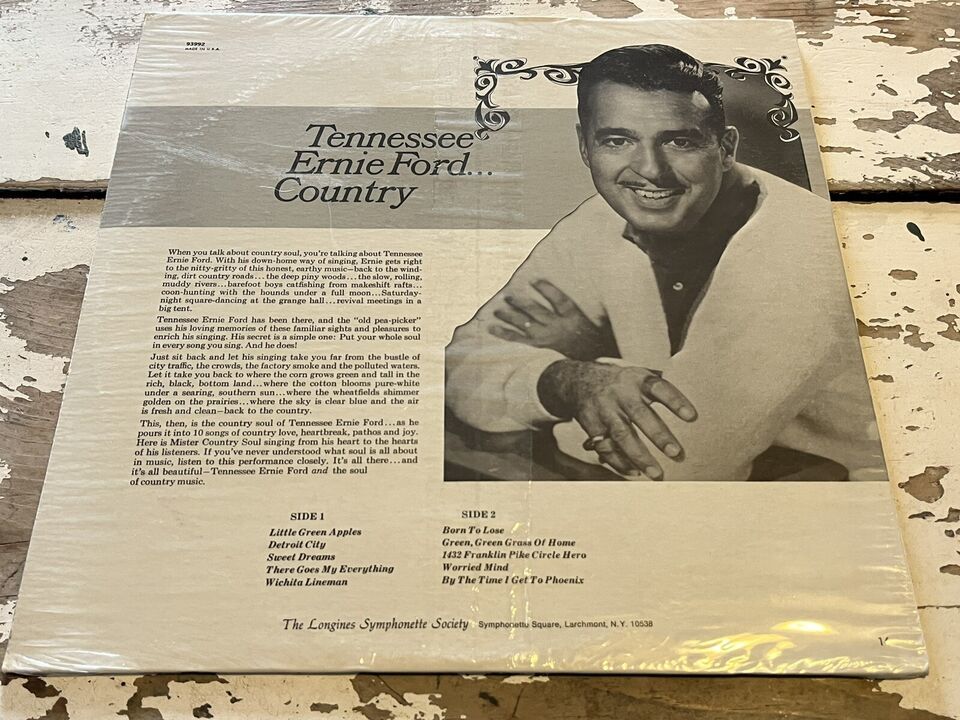 93992
MADE IN U.S.A.
Tennessee
Ernie Ford...
Country
When you talk about country soul, you're talking about Tennessee
Ernie Ford. With his down-home way of singing, Ernie gets right
to the nitty-gritty of this honest, earthy music—back to the wind-
ing, dirt country roads...the deep piny woods...the slow, rolling,
muddy rivers...barefoot boys catfishing from makeshift rafts...
coon-hunting with the hounds under a full moon...Saturday-
night square-dancing at the grange hall...revival meetings in a
big tent.
Tennessee Ernie Ford has been there, and the "old pea-picker"
uses his loving memories of these familiar sights and pleasures to
enrich his singing. His secret is a simple one: Put your whole soul
in every song you sing. And he does!
Just sit back and let his singing take you far from the bustle of
city traffic, the crowds, the factory smoke and the polluted waters.
Let it take you back to where the corn grows green and tall in the
rich, black, bottom land...where the cotton blooms pure-white
under a searing, southern sun...where the wheatfields shimmer
golden on the prairies...where the sky is clear blue and the air
is fresh and clean—back to the country.
This, then, is the country soul of Tennessee Ernie Ford...as he
pours it into 10 songs of country love, heartbreak, pathos and joy.
Here is Mister Country Soul singing from his heart to the hearts
of his listeners. If you've never understood what soul is all about
in music, listen to this performance closely. It's all there...and
it's all beautiful—Tennessee Ernie Ford and the soul
of country music.
SIDE 1
Little Green Apples
Detroit City
Sweet Dreams
There Goes My Everything
Wichita Lineman
SIDE 2
Born To Lose
Green, Green Grass Of Home
1432 Franklin Pike Circle Hero
Worried Mind
By The Time I Get To Phoenix
The Longines Symphonette Society Symphonette Square, Larchmont, N.Y. 10538